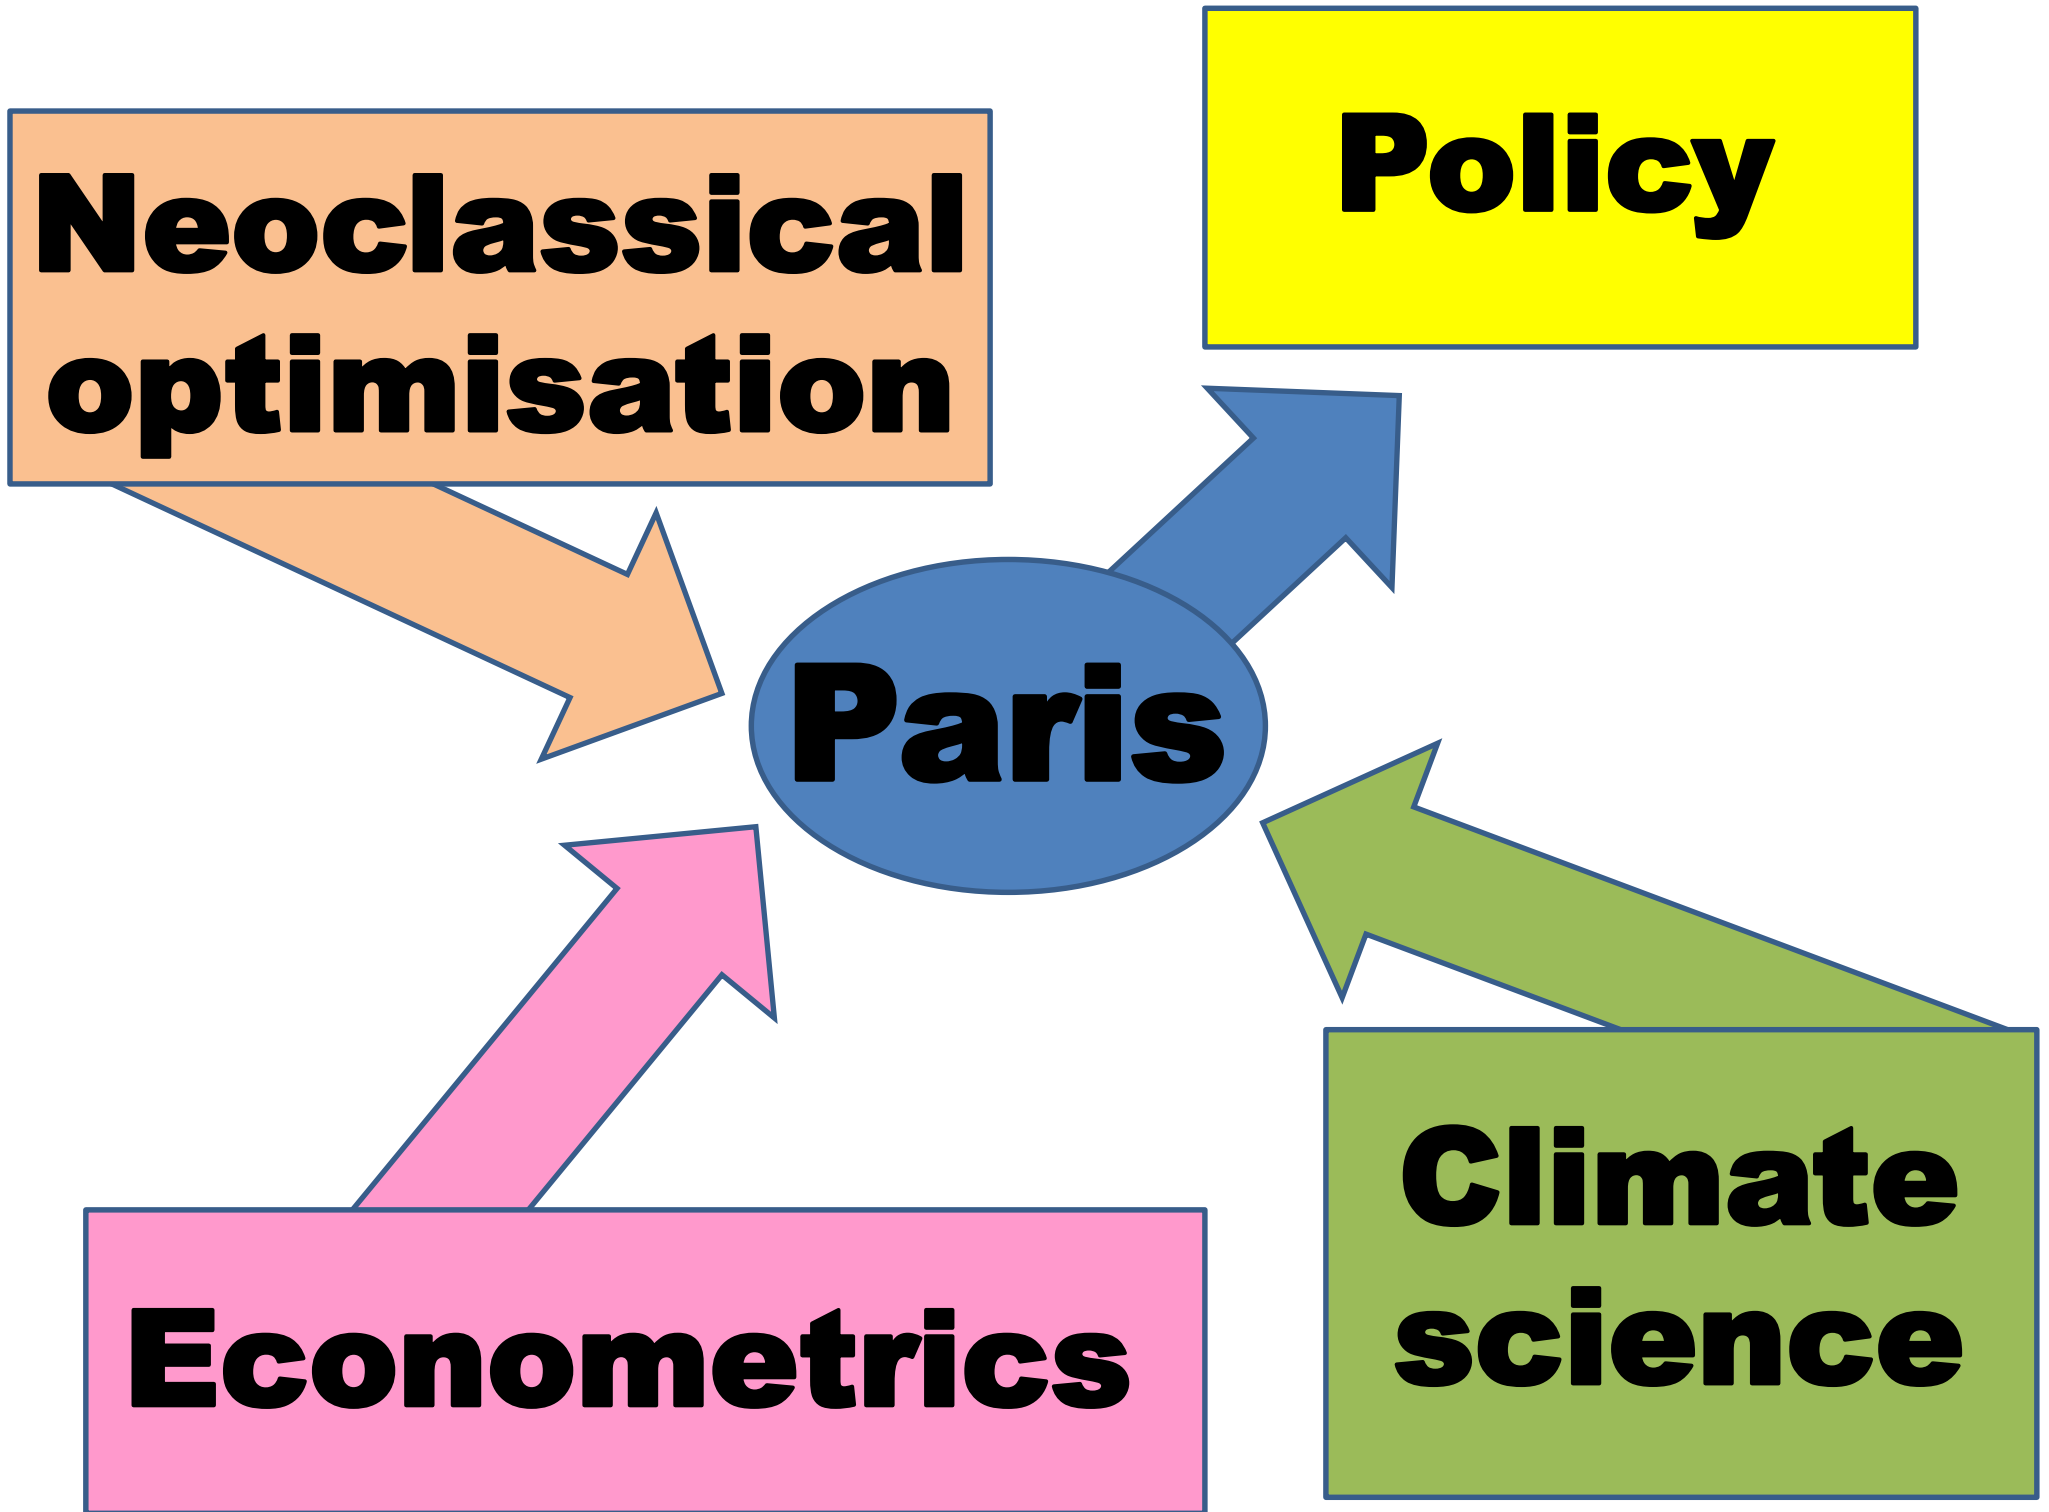 Neoclassical
optimisation
Policy
Paris
Econometrics
Climate
science